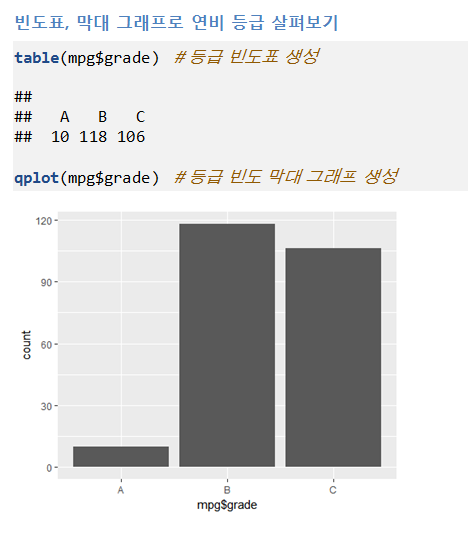 빈도표, 막대 그래프로 연비 등급 살펴보기
table(mpg$grade) #등급 빈도표 생성
##
## A B C
## 10 118 106
qplot(mpg$grade) #등급 빈도 막대 그래프 생성
120
90
60
30
0
count
A B C
mpg$grade